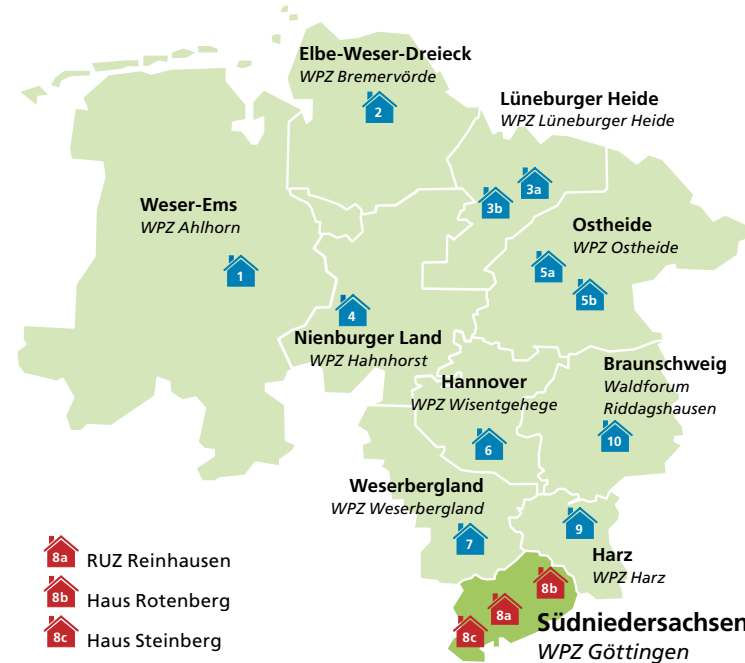 Elbe-Weser-Dreieck
WPZ Bremervörde
2
Lüneburger Heide
WPZ Lüneburger Heide
3a
3b
Weser-Ems
WPZ Ahlhorn
1
Ostheide
WPZ Ostheide
5a
5b
4
Nienburger Land
WPZ Hahnhorst
Hannover
WPZ Wisentgehege
6
Braunschweig
Waldforum
Riddagshausen
10
Weserbergland
WPZ Weserbergland
7
9
Harz
WPZ Harz
8a RUZ Reinhausen
8b Haus Rotenberg
8c Haus Steinberg
8b
8a
8c
Südniedersachsen
WPZ Göttingen